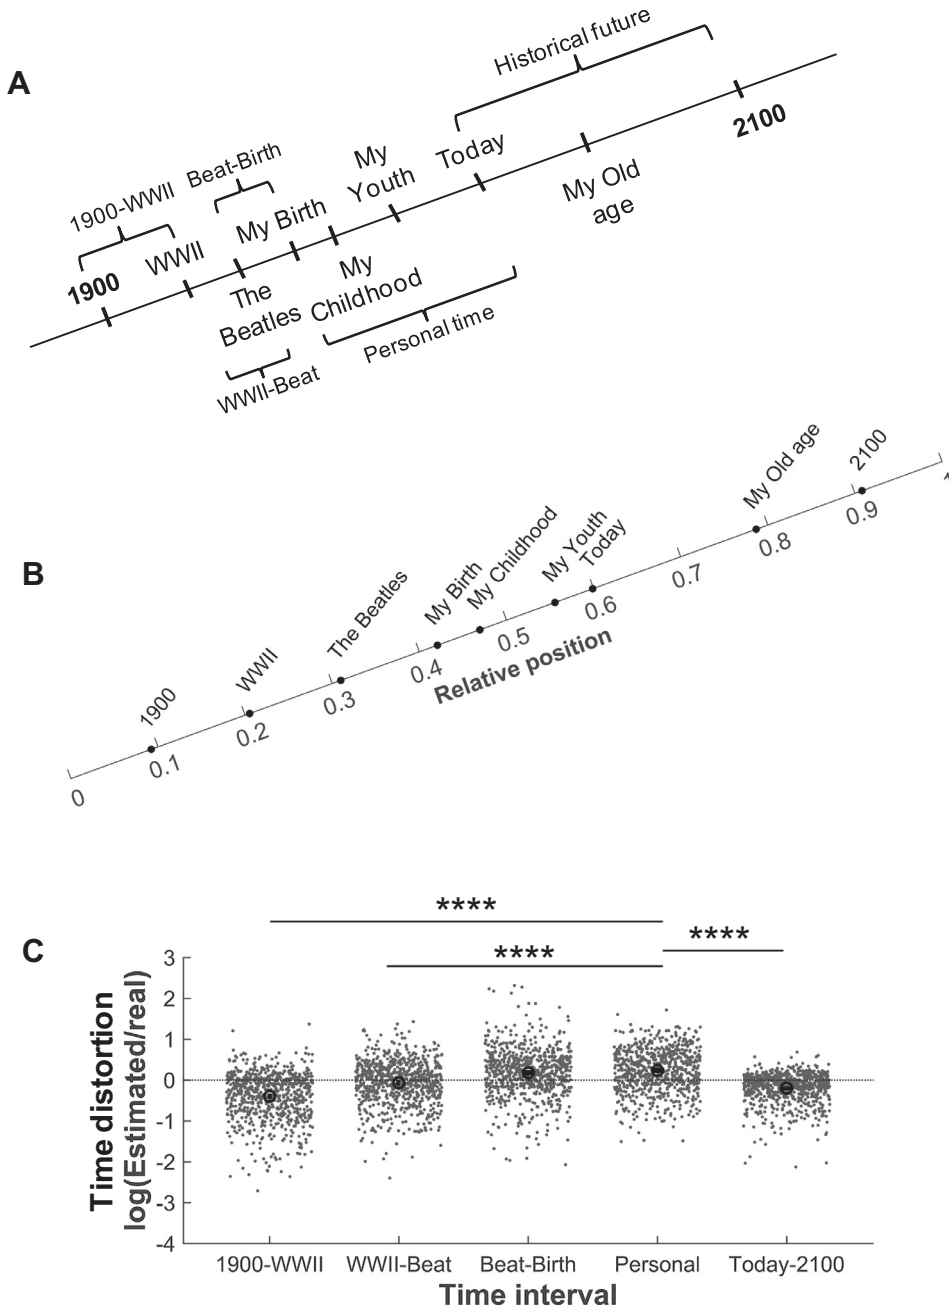 A
Historical future
2100
Today
My
Youth
My Old
age
Beat-Birth
1900-WWII
My Birth
WWII
1900
The
Beatles
My
Childhood
Personal time
WWII-Beat
B
1900
WWII
The Beatles
My Birth
My Childhood
My Youth
Today
My Old age
2100
0
0.1
0.2
0.3
0.4
0.5
0.6
0.7
0.8
0.9
Relative position
C
****
****
****
Time distortion
log(Estimated/real)
3
2
1
0
-1
-2
-3
-4
1900-WWII
WWII-Beat
Beat-Birth
Personal
Today-2100
Time interval